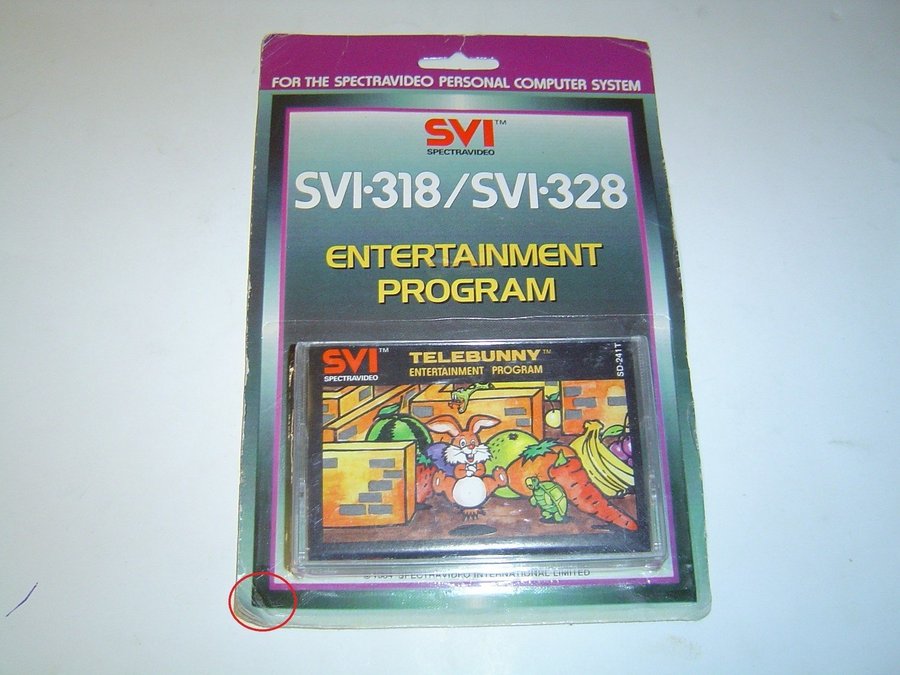 FOR THE SPECTRAVIDEO PERSONAL COMPUTER SYSTEM
SVI™
SPECTRAVIDEO
SVI·318/SVI·328
ENTERTAINMENT
PROGRAM
SVI™
SPECTRAVIDEO
TELEBUNNY™
ENTERTAINMENT PROGRAM
SD-241T
© 1984 SPECTRAVIDEO INTERNATIONAL LIMITED